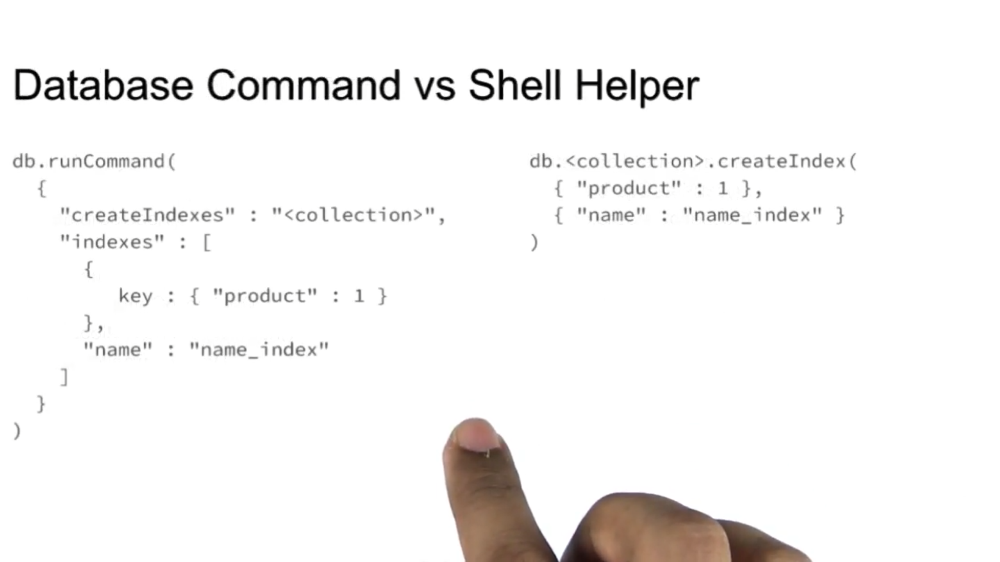 Database Command vs Shell Helper
db.runCommand(
{
"createIndexes" : "<collection>",
"indexes" : [
{
key : { "product" : 1 }
},
"name" : "name_index"
]
}
)
db.<collection>.createIndex(
{ "product" : 1 },
{ "name" : "name_index" }
)